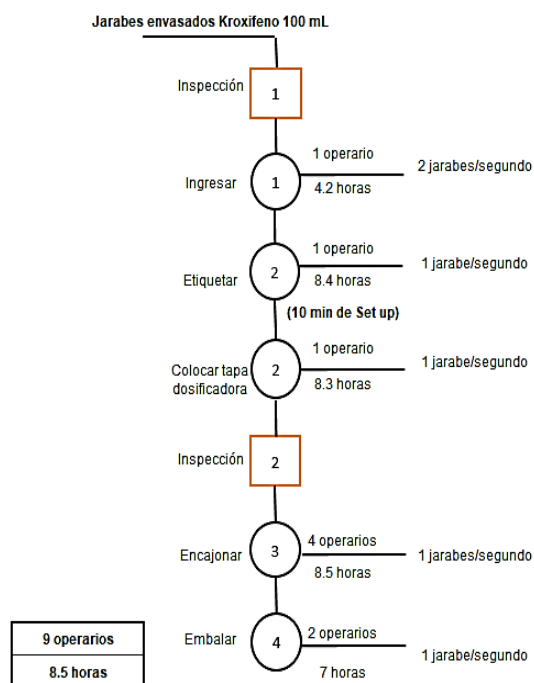 Jarabes envasados Kroxifeno 100 mL
Inspección
1
1 operario
2 jarabes/segundo
Ingresar
1
4.2 horas
1 operario
1 jarabe/segundo
Etiquetar
2
8.4 horas
(10 min de Set up)
1 operario
1 jarabe/segundo
Colocar tapa
dosificadora
2
8.3 horas
Inspección
2
4 operarios
1 jarabes/segundo
Encajonar
3
8.5 horas
2 operarios
1 jarabe/segundo
Embalar
4
7 horas
9 operarios
8.5 horas